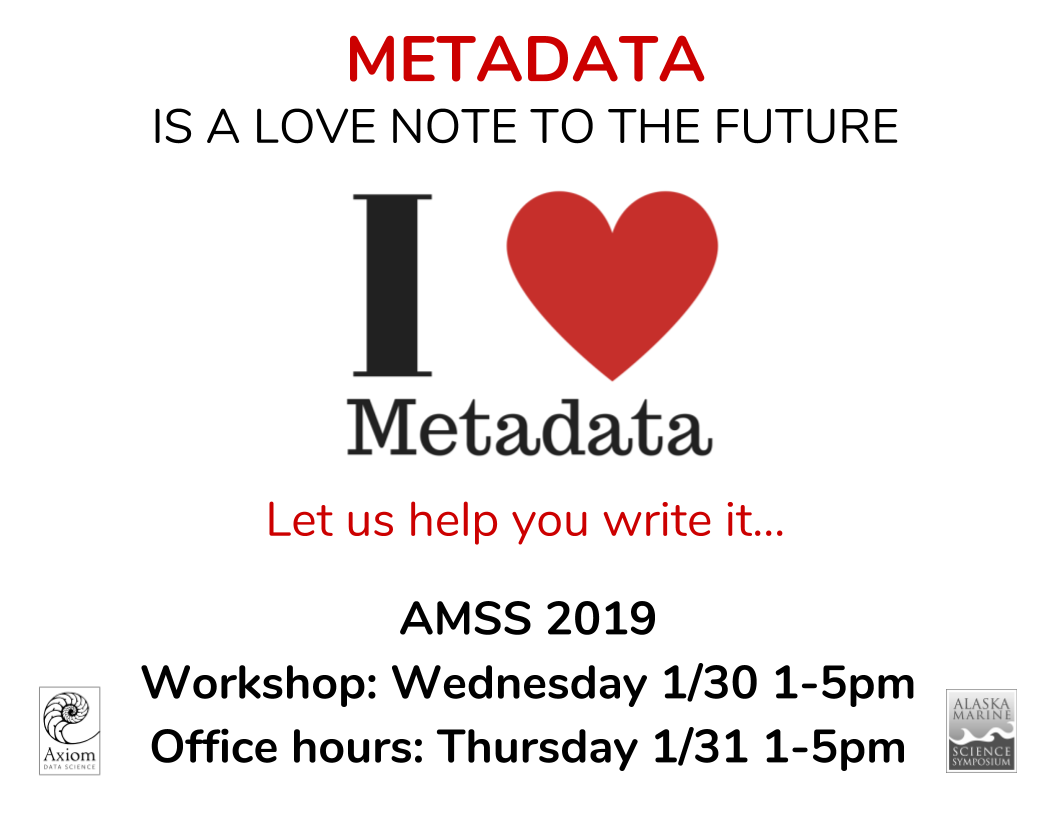 METADATA
IS A LOVE NOTE TO THE FUTURE
I
Metadata
Let us help you write it...
AMSS 2019
Workshop: Wednesday 1/30 1-5pm
Office hours: Thursday 1/31 1-5pm
Axiom
DATA SCIENCE
ALASKA
MARINE
SCIENCE
SYMPOSIUM